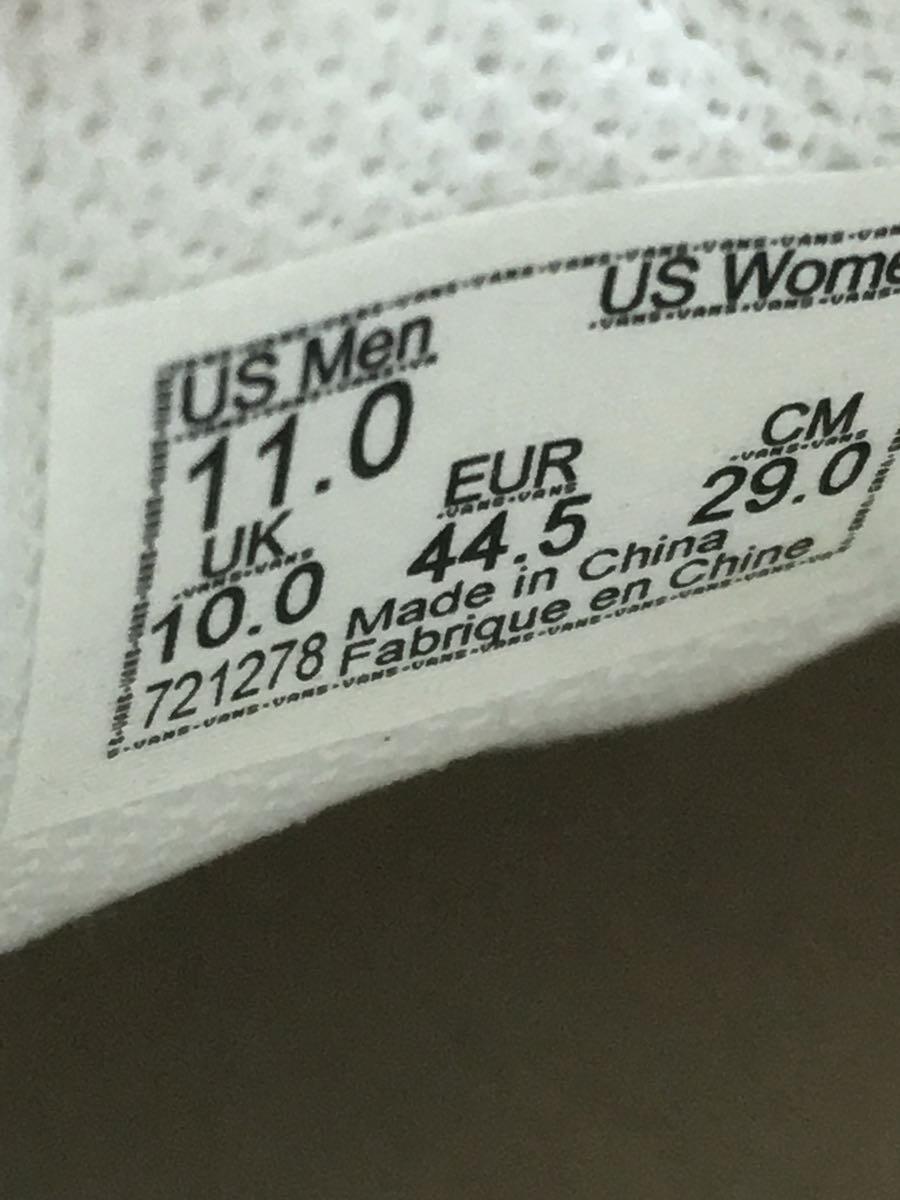 US Men US Wome
11.0
UK EUR CM
10.0 44.5 29.0
721278 Made in China
Fabrique en Chine